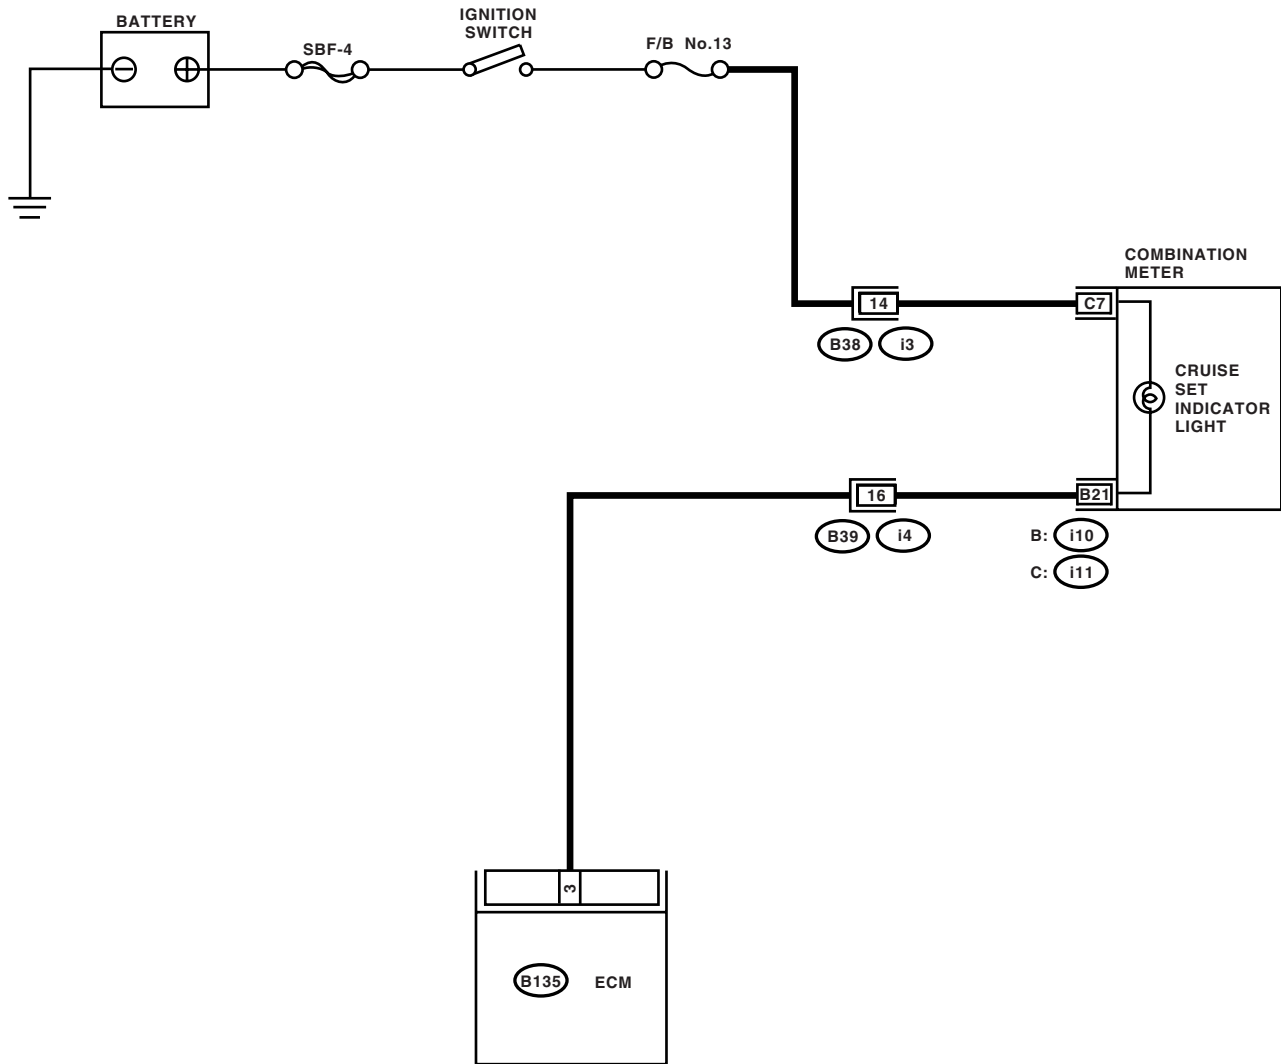 BATTERY
IGNITION
SWITCH
SBF-4
F/B No.13
COMBINATION
METER
14
C7
B38
i3
CRUISE
SET
INDICATOR
LIGHT
16
B21
B39
i4
B: i10
C: i11
3
B135
ECM